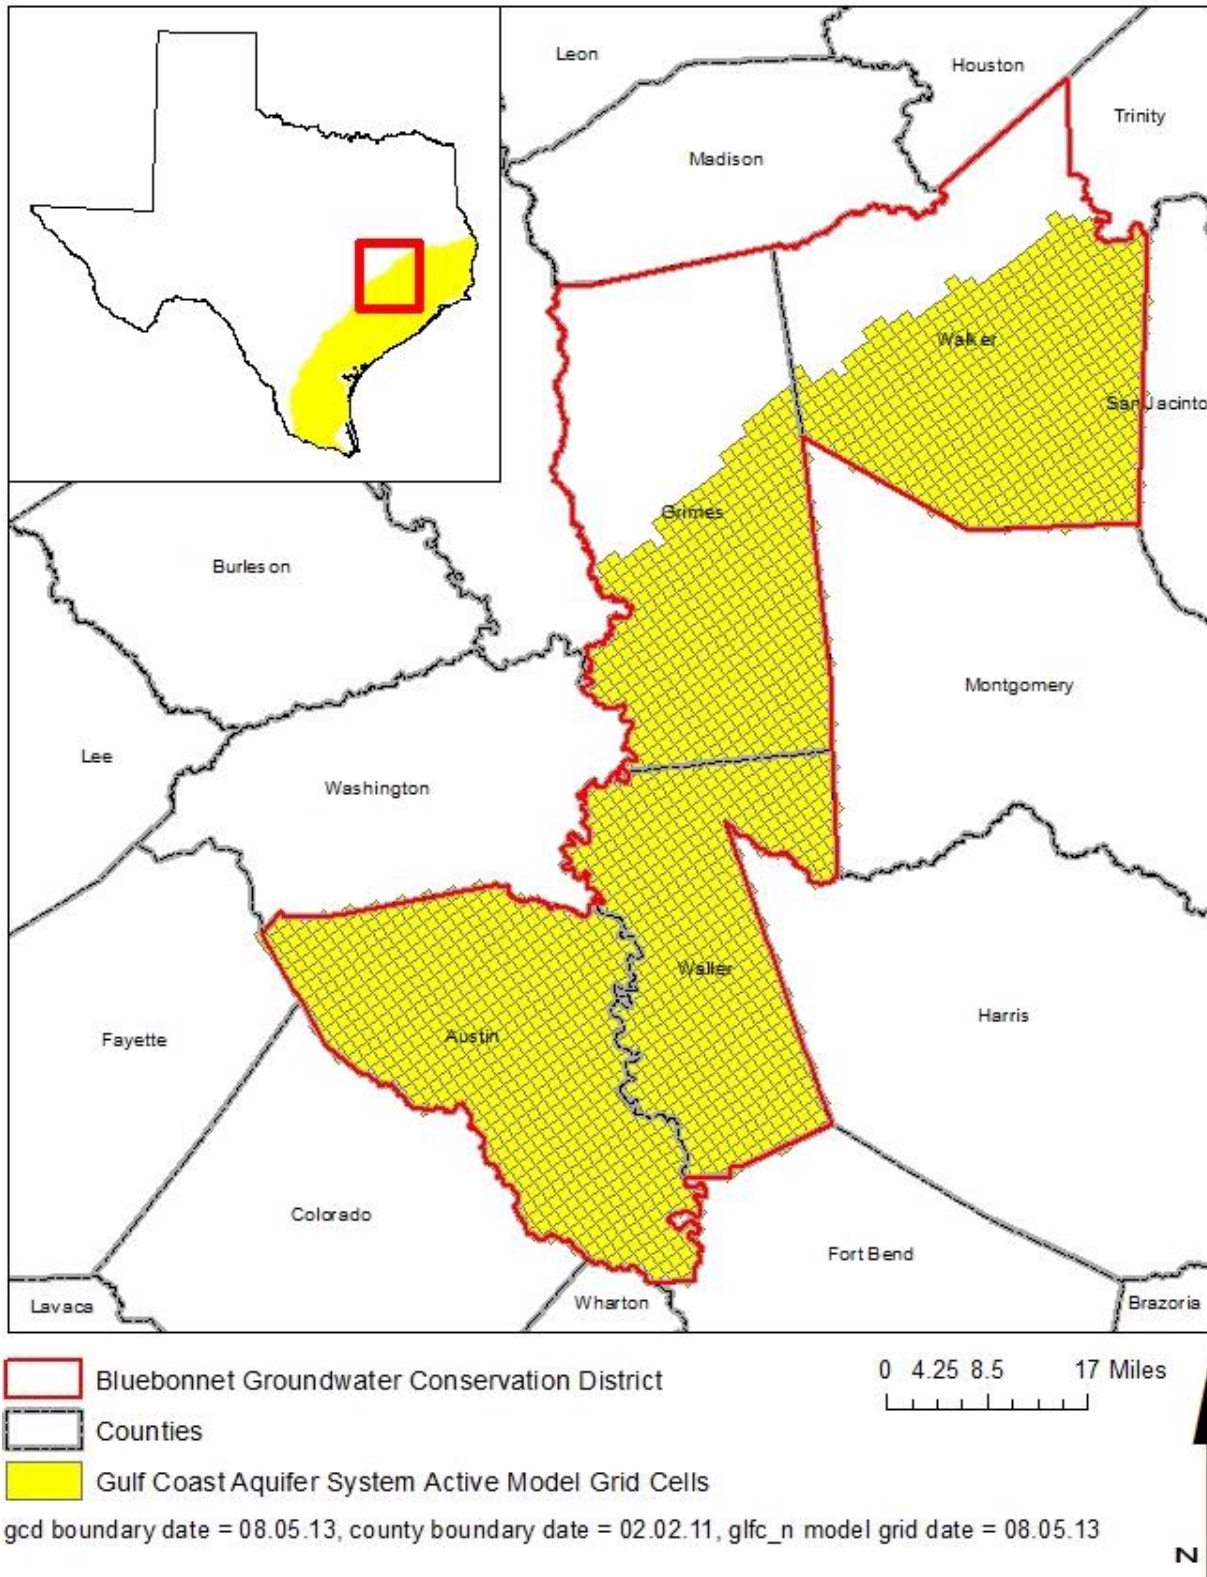 Leon
Houston
Trinity
Madison
Walker
San Jacinto
Grimes
Burleson
Montgomery
Lee
Washington
Waller
Harris
Fayette
Austin
Colorado
Fort Bend
Lavaca
Wharton
Brazoria
Bluebonnet Groundwater Conservation District
0 4.25 8.5 17 Miles
Counties
Gulf Coast Aquifer System Active Model Grid Cells
gcd boundary date = 08.05.13, county boundary date = 02.02.11, glfc_n model grid date = 08.05.13
N